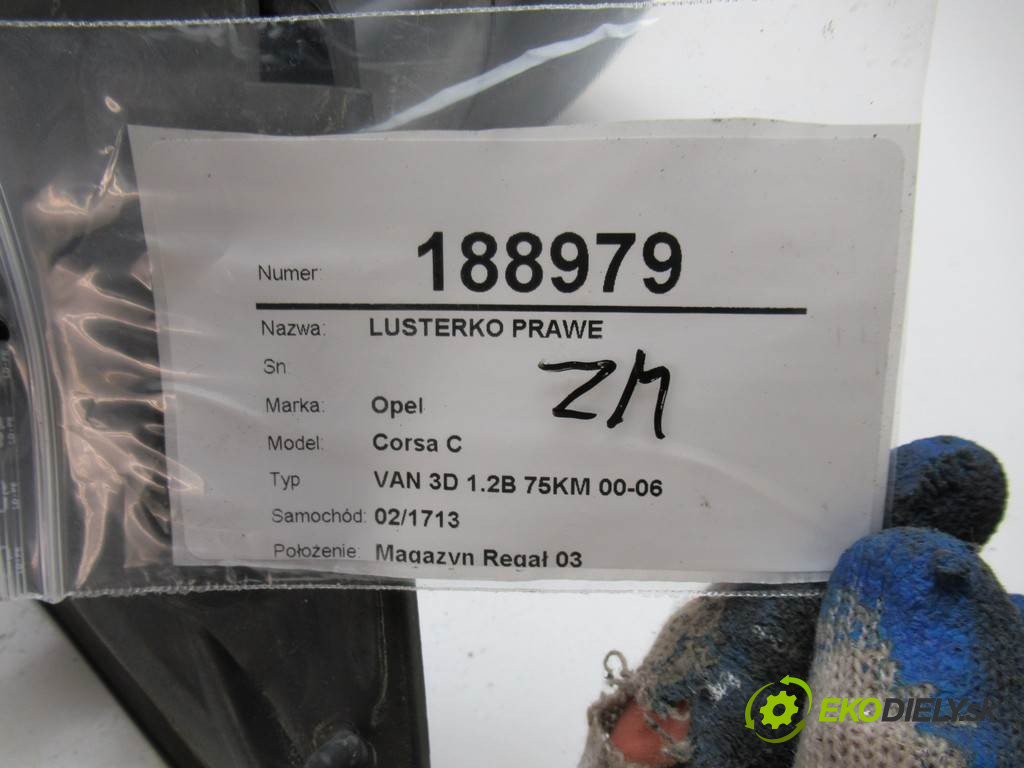 Numer: 188979
Nazwa: LUSTERKO PRAWE
Sn
ZM
Marka: Opel
Model: Corsa C
Typ VAN 3D 1.2B 75KM 00-06
Samochód: 02/1713
Położenie: Magazyn Regał 03
EKODIELY.SK